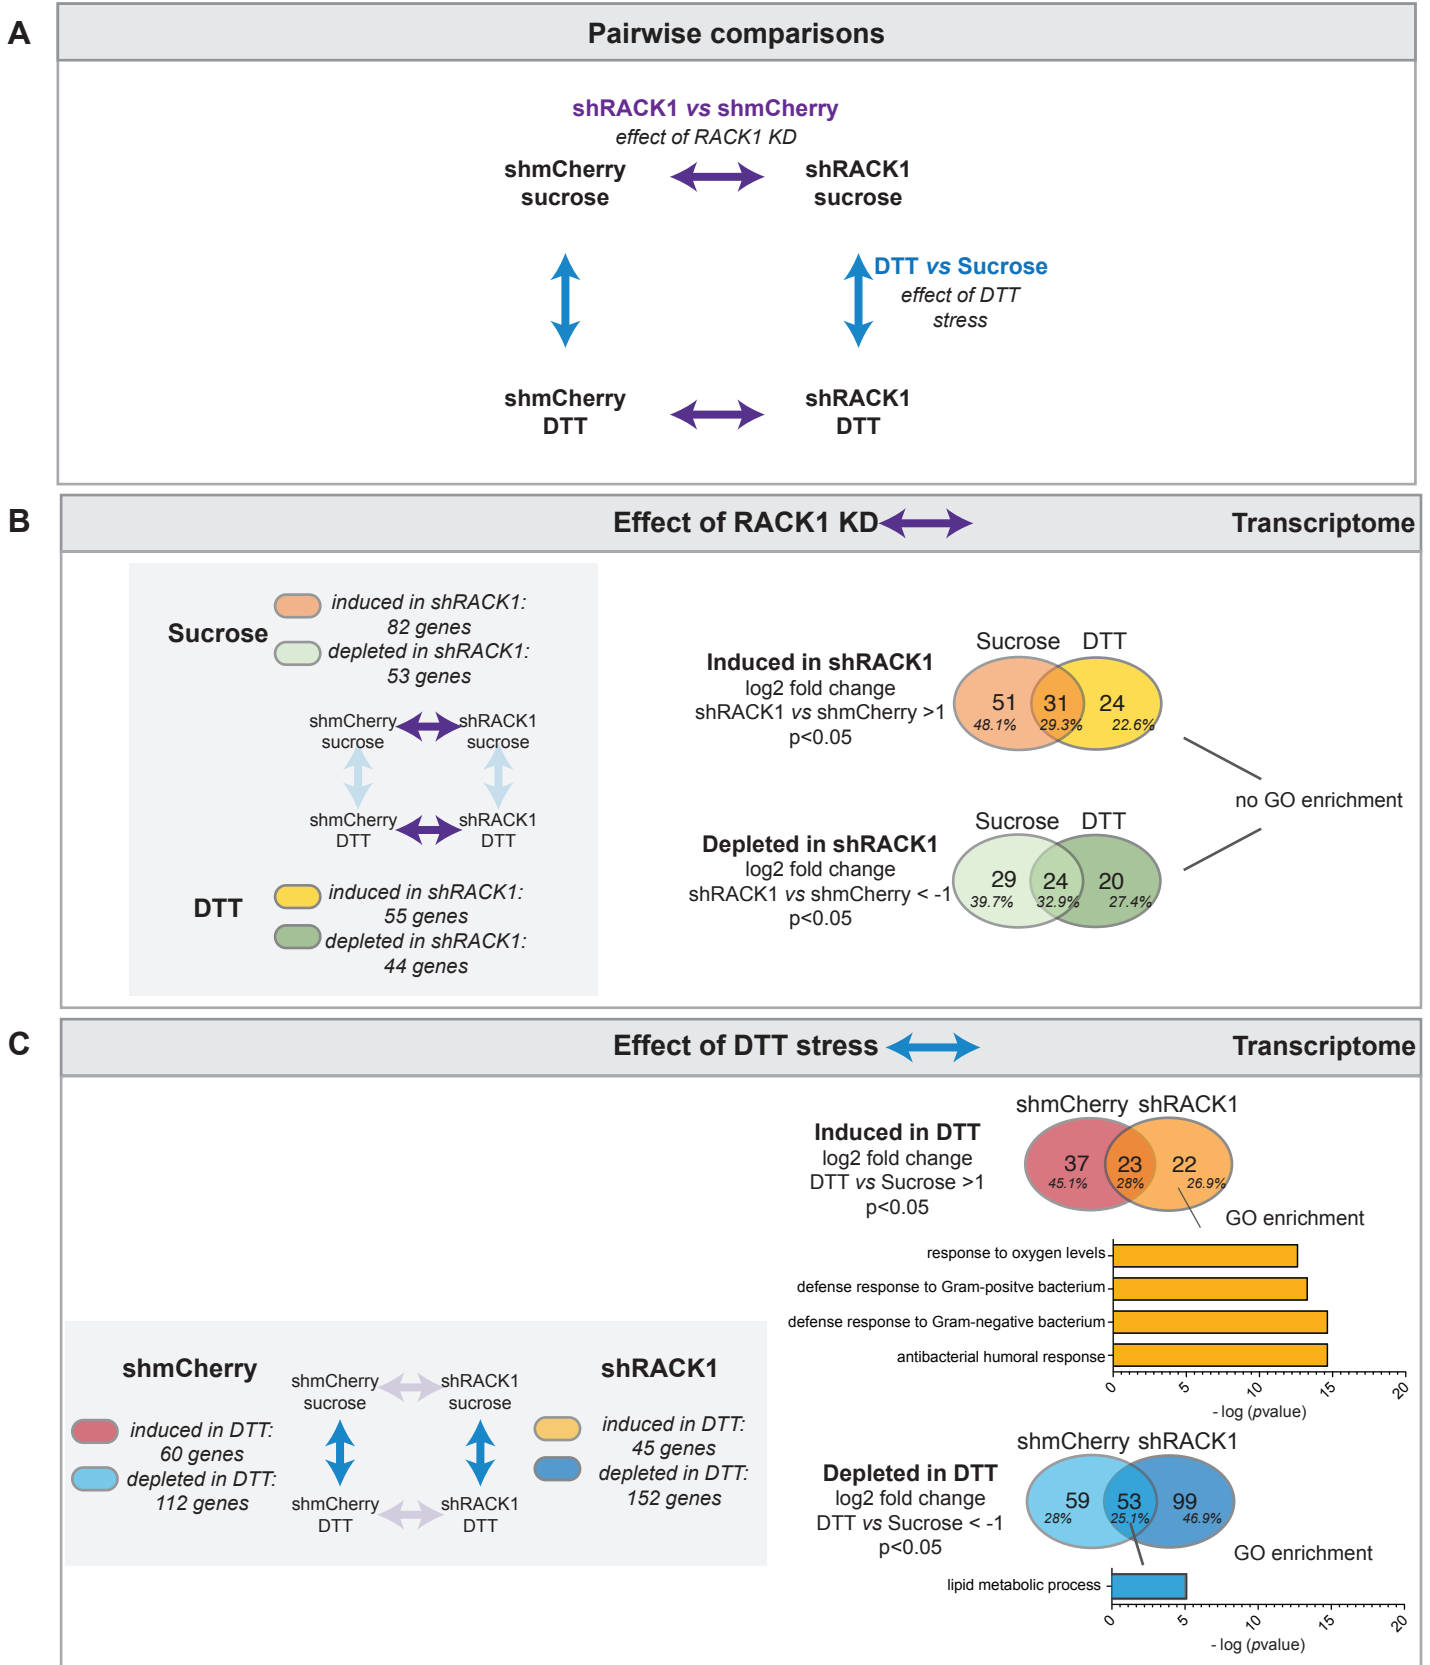 A
Pairwise comparisons
shRACK1 vs shmCherry
effect of RACK1 KD
shmCherry
sucrose
shRACK1
sucrose
DTT vs Sucrose
effect of DTT
stress
shmCherry
DTT
shRACK1
DTT
B
Effect of RACK1 KD
Transcriptome
Sucrose
induced in shRACK1:
82 genes
depleted in shRACK1:
53 genes
shmCherry
sucrose
shRACK1
sucrose
shmCherry
DTT
shRACK1
DTT
DTT
induced in shRACK1:
55 genes
depleted in shRACK1:
44 genes
Induced in shRACK1
log2 fold change
shRACK1 vs shmCherry >1
p<0.05
Sucrose DTT
51 31 24
48.1% 29.3% 22.6%
no GO enrichment
Depleted in shRACK1
log2 fold change
shRACK1 vs shmCherry < -1
p<0.05
Sucrose DTT
29 24 20
39.7% 32.9% 27.4%
C
Effect of DTT stress
Transcriptome
shmCherry
induced in DTT:
60 genes
depleted in DTT:
112 genes
shmCherry
sucrose
shRACK1
sucrose
shmCherry
DTT
shRACK1
DTT
shRACK1
induced in DTT:
45 genes
depleted in DTT:
152 genes
Induced in DTT
log2 fold change
DTT vs Sucrose >1
p<0.05
shmCherry shRACK1
37 23 22
45.1% 28% 26.9%
GO enrichment
response to oxygen levels
defense response to Gram-positve bacterium
defense response to Gram-negative bacterium
antibacterial humoral response
0 5 10 15 20
- log (pvalue)
Depleted in DTT
log2 fold change
DTT vs Sucrose < -1
p<0.05
shmCherry shRACK1
59 53 99
28% 25.1% 46.9%
GO enrichment
lipid metabolic process
0 5 10 15 20
- log (pvalue)